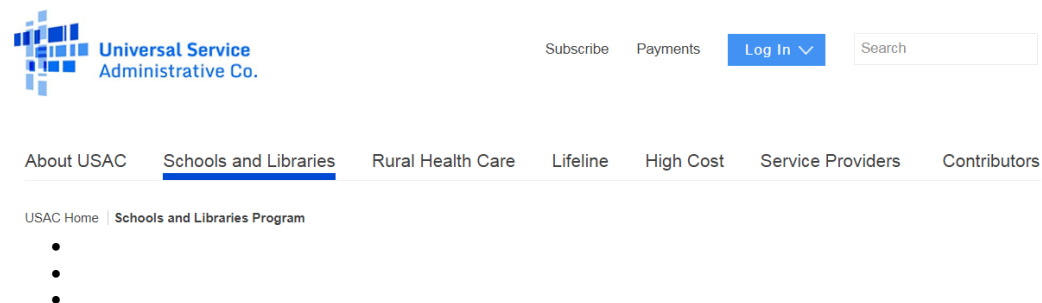 Universal Service
Administrative Co.
Subscribe Payments Log In Search
About USAC Schools and Libraries Rural Health Care Lifeline High Cost Service Providers Contributors
USAC Home Schools and Libraries Program